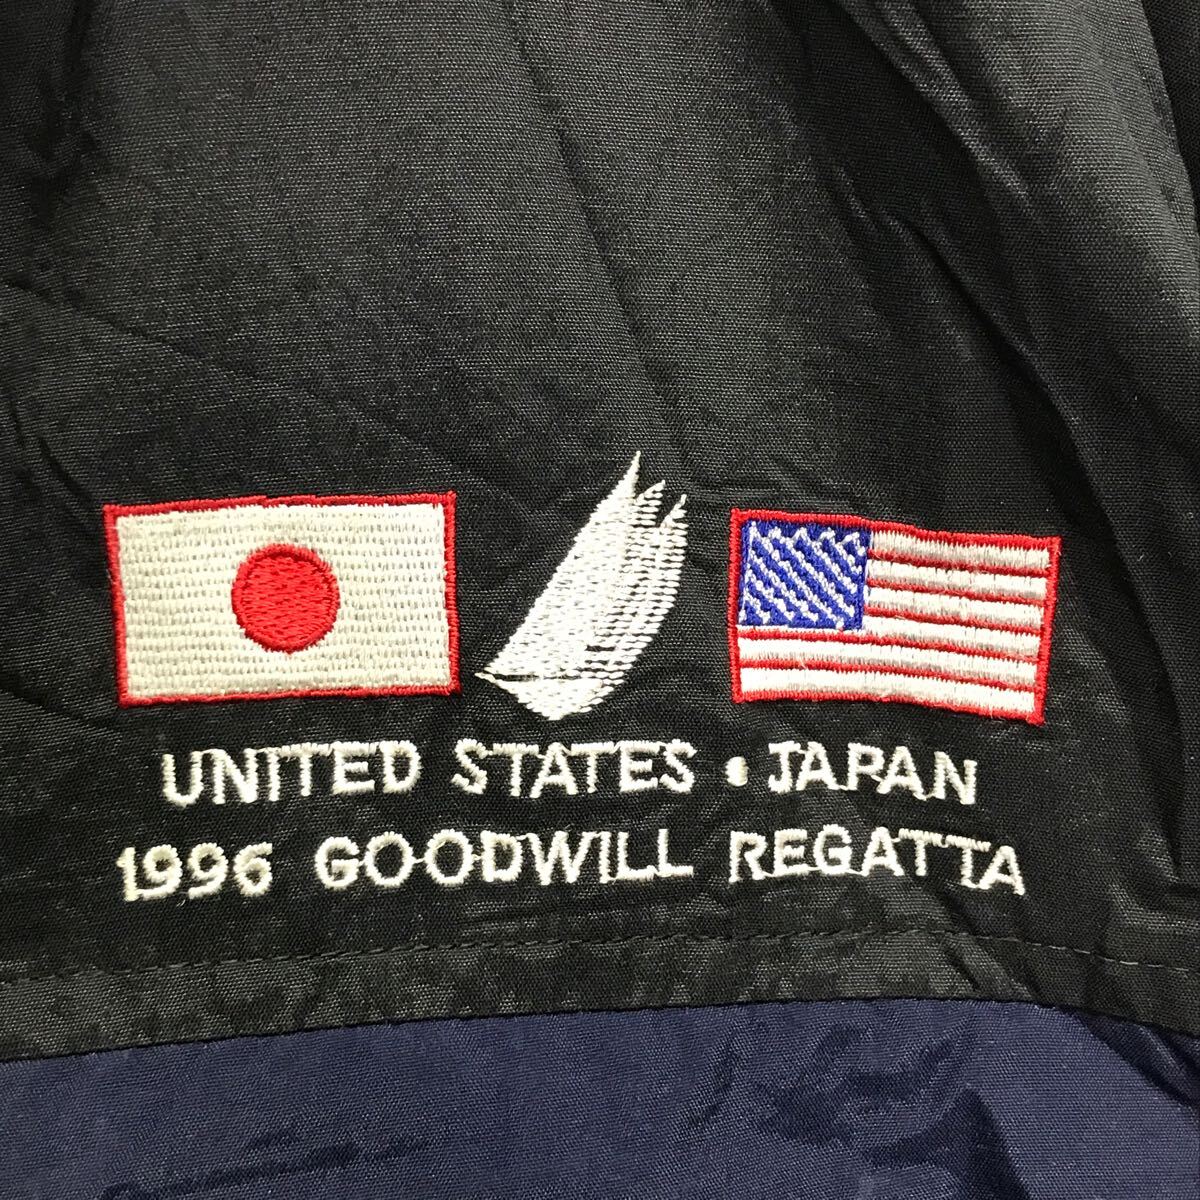 UNITED STATES • JAPAN
1996 GOODWILL REGATTA